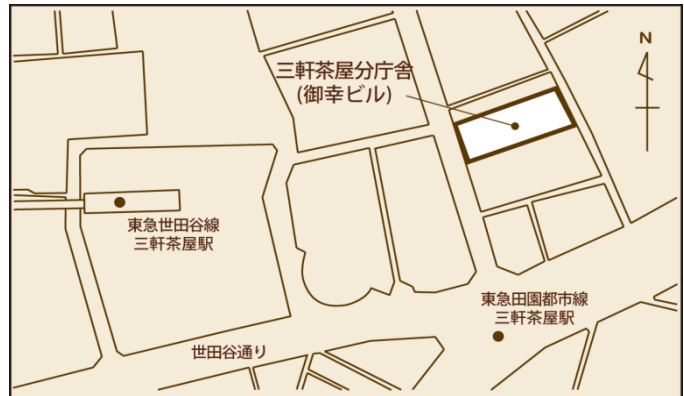 N
三軒茶屋分庁舎
(御幸ビル)
東急世田谷線
三軒茶屋駅
東急田園都市線
三軒茶屋駅
世田谷通り